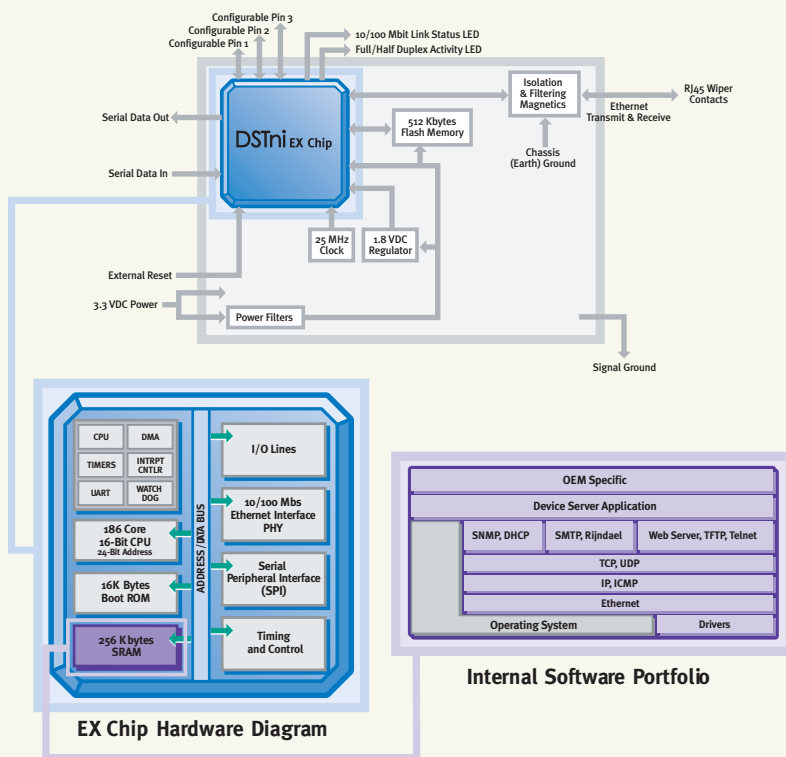 Configurable Pin 3
Configurable Pin 2
Configurable Pin 1
10/100 Mbit Link Status LED
Full/Half Duplex Activity LED
Serial Data Out
DSTni EX Chip
512 Kbytes
Flash Memory
Isolation
& Filtering
Magnetics
Ethernet
Transmit & Receive
RJ45 Wiper
Contacts
Chassis
(Earth) Ground
Serial Data In
25 MHz
Clock
1.8 VDC
Regulator
External Reset
3.3 VDC Power
Power Filters
Signal Ground
CPU
DMA
TIMERS
INTRPT
CNTLR
UART
WATCH
DOG
186 Core
16-Bit CPU
24-Bit Address
16K Bytes
Boot ROM
256 Kbytes
SRAM
ADDRESS/DATA BUS
I/O Lines
10/100 Mbs
Ethernet Interface
PHY
Serial
Peripheral Interface
(SPI)
Timing
and Control
EX Chip Hardware Diagram
OEM Specific
Device Server Application
SNMP, DHCP
SMTP, Rijndael
Web Server, TFTP, Telnet
TCP, UDP
IP, ICMP
Ethernet
Operating System
Drivers
Internal Software Portfolio